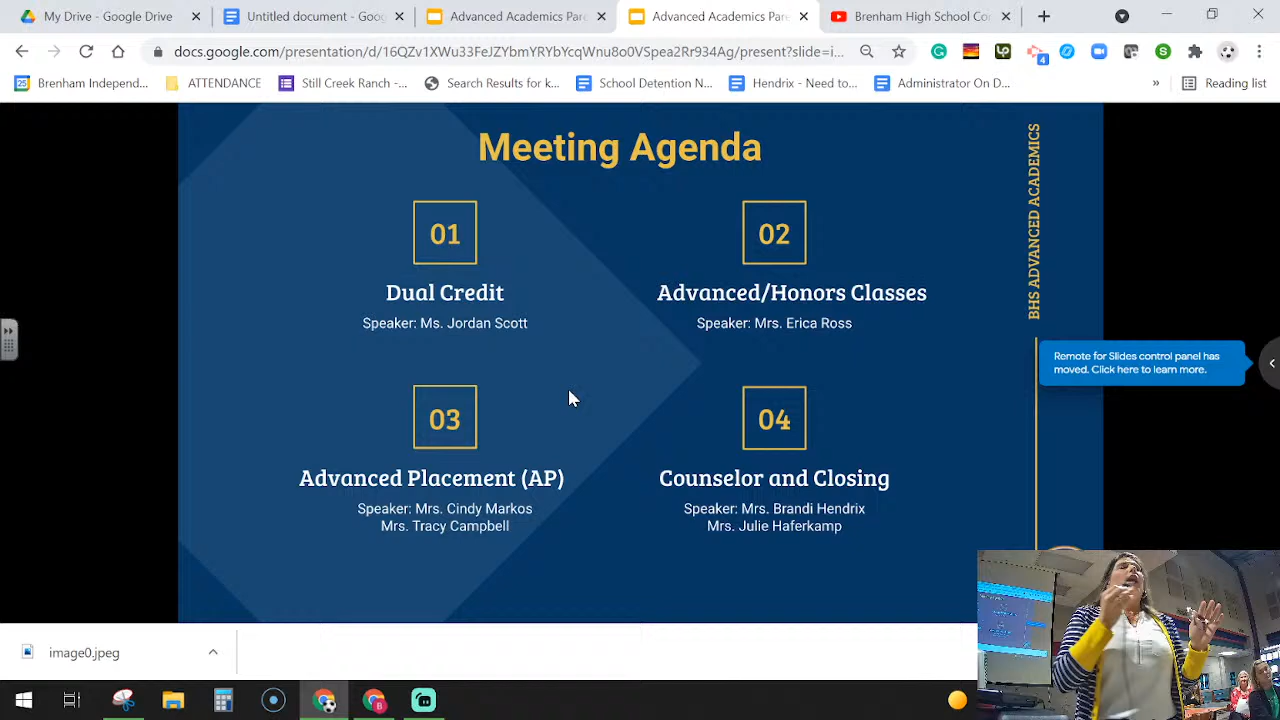 My Drive - Google Drive
Untitled document - Goo
Advanced Academics Par
Advanced Academics Par
Brenham High School Co
docs.google.com/presentation/d/16QZv1XWu33FeJZYbmYRYbYcqWnu8o0VSpea2Rr934Ag/present?slide=i...
4
25
Brenham Independ...
ATTENDANCE
Still Creek Ranch -...
Search Results for k...
School Detention N...
Hendrix - Need to...
Administrator On D...
»
Reading list
Meeting Agenda
01
Dual Credit
Speaker: Ms. Jordan Scott
02
Advanced/Honors Classes
Speaker: Mrs. Erica Ross
03
Advanced Placement (AP)
Speaker: Mrs. Cindy Markos
Mrs. Tracy Campbell
04
Counselor and Closing
Speaker: Mrs. Brandi Hendrix
Mrs. Julie Haferkamp
BHS ADVANCED ACADEMICS
Remote for Slides control panel has
moved. Click here to learn more.
image0.jpeg